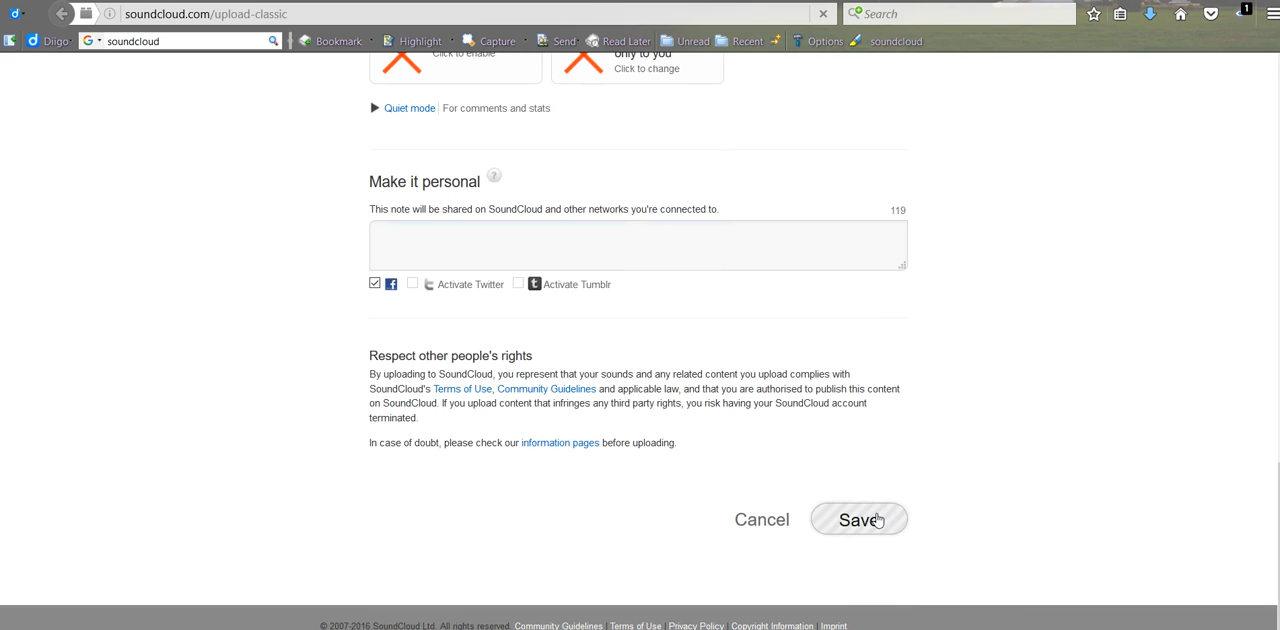 soundcloud.com/upload-classic
Search
1
Diigo
soundcloud
Bookmark
Highlight
Capture
Send
Read Later
Unread
Recent
Options
soundcloud
Click to enable
only to you
Click to change
Quiet mode | For comments and stats
Make it personal ?
This note will be shared on SoundCloud and other networks you're connected to.
119
Activate Twitter
Activate Tumblr
Respect other people's rights
By uploading to SoundCloud, you represent that your sounds and any related content you upload complies with
SoundCloud's Terms of Use, Community Guidelines and applicable law, and that you are authorised to publish this content
on SoundCloud. If you upload content that infringes any third party rights, you risk having your SoundCloud account
terminated.
In case of doubt, please check our information pages before uploading.
Cancel
Save
© 2007-2016 SoundCloud Ltd. All rights reserved. Community Guidelines | Terms of Use | Privacy Policy | Copyright Information | Imprint